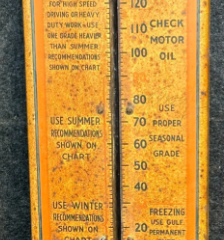 FOR HIGH SPEED
DRIVING OR HEAVY
DUTY WORK USE
ONE GRADE HEAVIER
THAN SUMMER
RECOMMENDATIONS
SHOWN ON CHART
USE SUMMER
RECOMMENDATIONS
SHOWN ON
CHART
USE WINTER
RECOMMENDATIONS
SHOWN ON
CHART
120
110
100
80
70
60
50
40
20
CHECK
MOTOR
OIL
USE
PROPER
SEASONAL
GRADE
FREEZING
USE GULF
PERMANENT